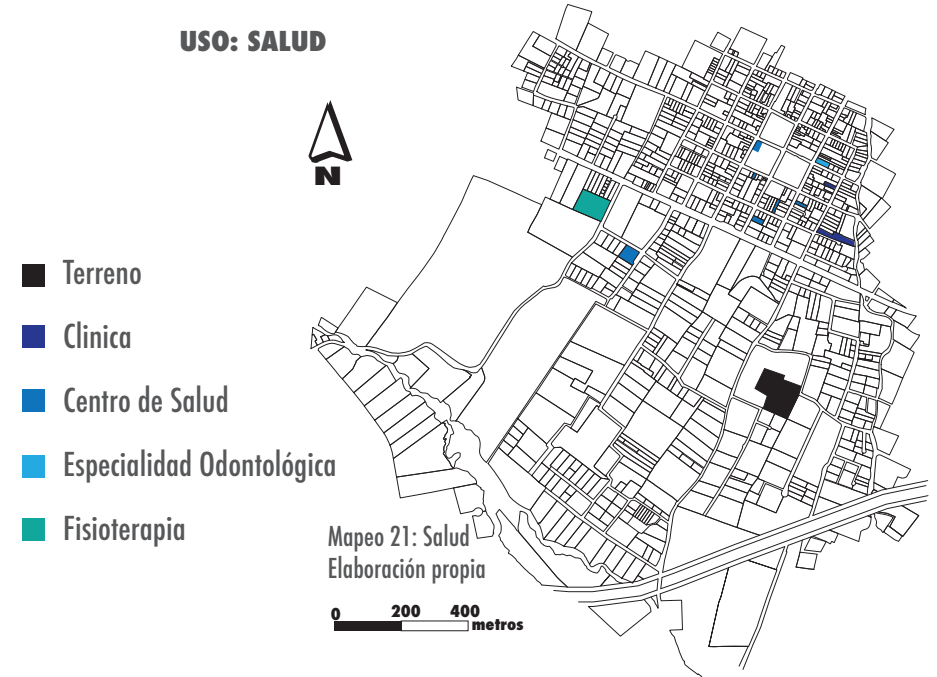 USO: SALUD
N
Terreno
Clinica
Centro de Salud
Especialidad Odontológica
Fisioterapia
Mapeo 21: Salud
Elaboración propia
0 200 400
metros